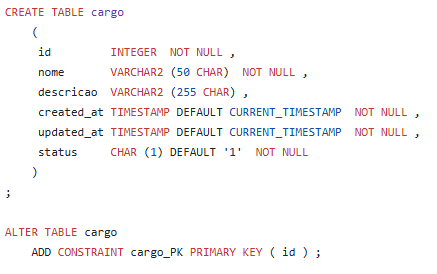 CREATE TABLE cargo
    (
     id         INTEGER  NOT NULL ,
     nome       VARCHAR2 (50 CHAR)  NOT NULL ,
     descricao  VARCHAR2 (255 CHAR) ,
     created_at TIMESTAMP DEFAULT CURRENT_TIMESTAMP  NOT NULL ,
     updated_at TIMESTAMP DEFAULT CURRENT_TIMESTAMP  NOT NULL ,
     status     CHAR (1) DEFAULT '1'  NOT NULL
    )
;
ALTER TABLE cargo
    ADD CONSTRAINT cargo_PK PRIMARY KEY ( id ) ;